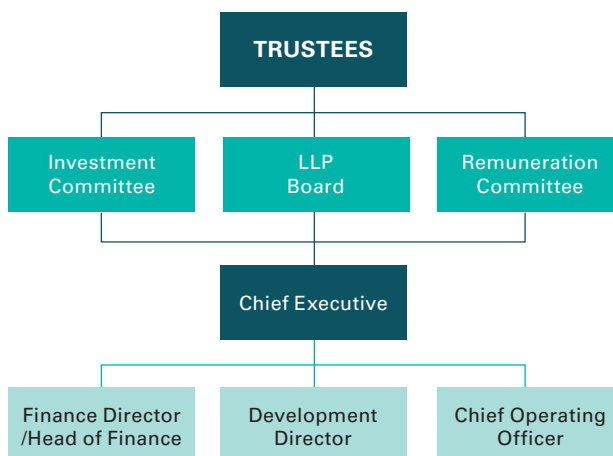 TRUSTEES
Investment
Committee
LLP
Board
Remuneration
Committee
Chief Executive
Finance Director
/Head of Finance
Development
Director
Chief Operating
Officer